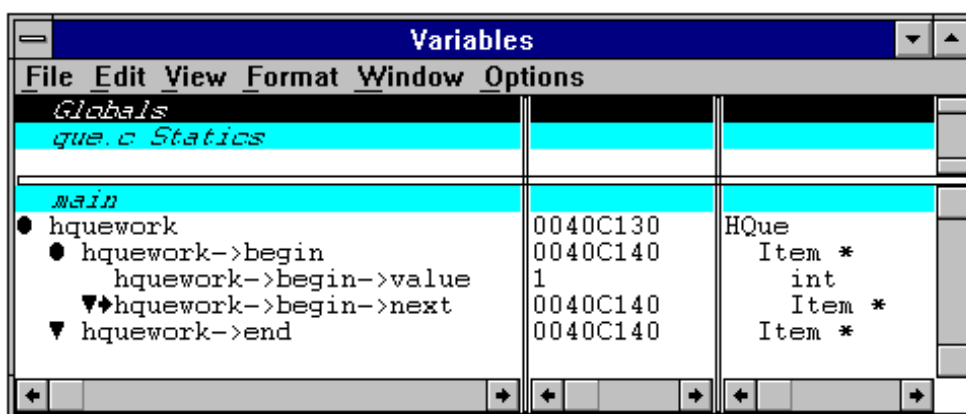 Variables
File Edit View Format Window Options
Globals
que.c Statics
main
hquework 0040C130 HQue
hquework->begin 0040C140 Item *
hquework->begin->value 1 int
hquework->begin->next 0040C140 Item *
hquework->end 0040C140 Item *